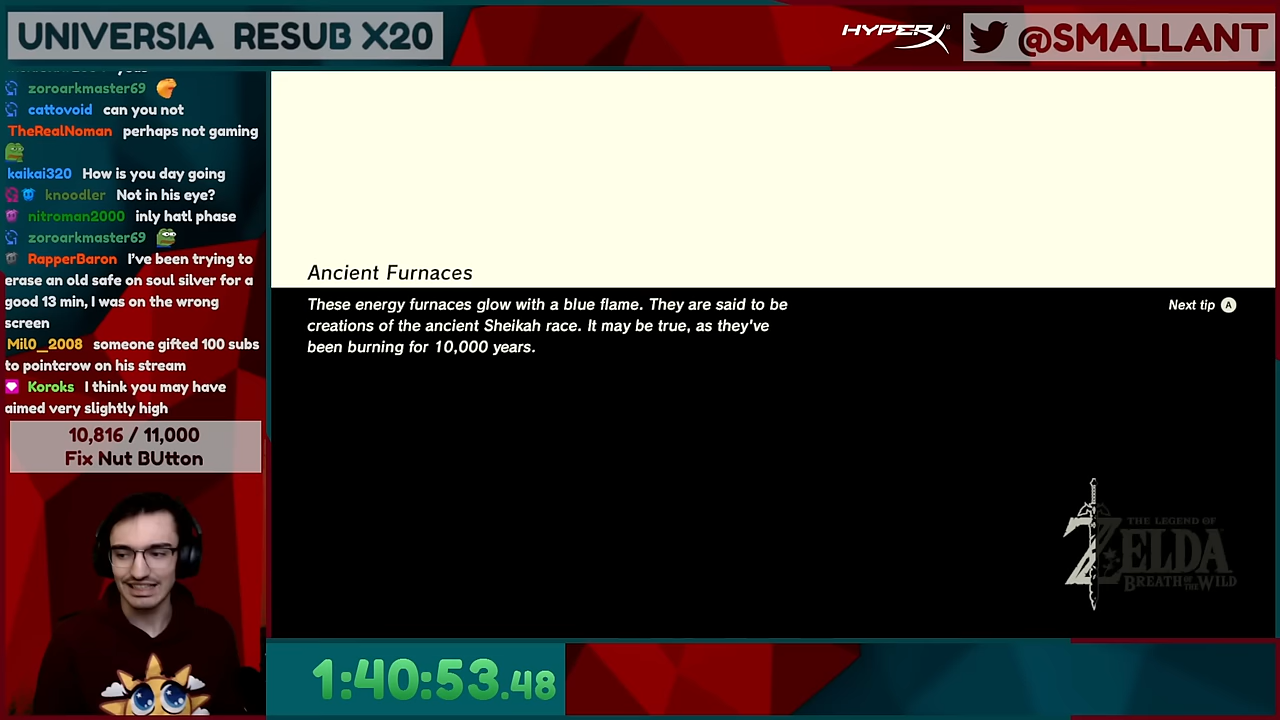 UNIVERSIA RESUB X20
HYPERX
@SMALLANT
zoroarkmaster69
cattovoid can you not
TheRealNoman perhaps not gaming
kaikai320 How is you day going
knoodler Not in his eye?
nitroman2000 inly hatl phase
zoroarkmaster69
RapperBaron I've been trying to
erase an old safe on soul silver for a
good 13 min, I was on the wrong
screen
Mil0_2008 someone gifted 100 subs
to pointcrow on his stream
Koroks I think you may have
aimed very slightly high
10,816 / 11,000
Fix Nut BUtton
Ancient Furnaces
These energy furnaces glow with a blue flame. They are said to be
creations of the ancient Sheikah race. It may be true, as they've
been burning for 10,000 years.
Next tip A
THE LEGEND OF
ZELDA
BREATH OF THE WILD
1:40:53.48